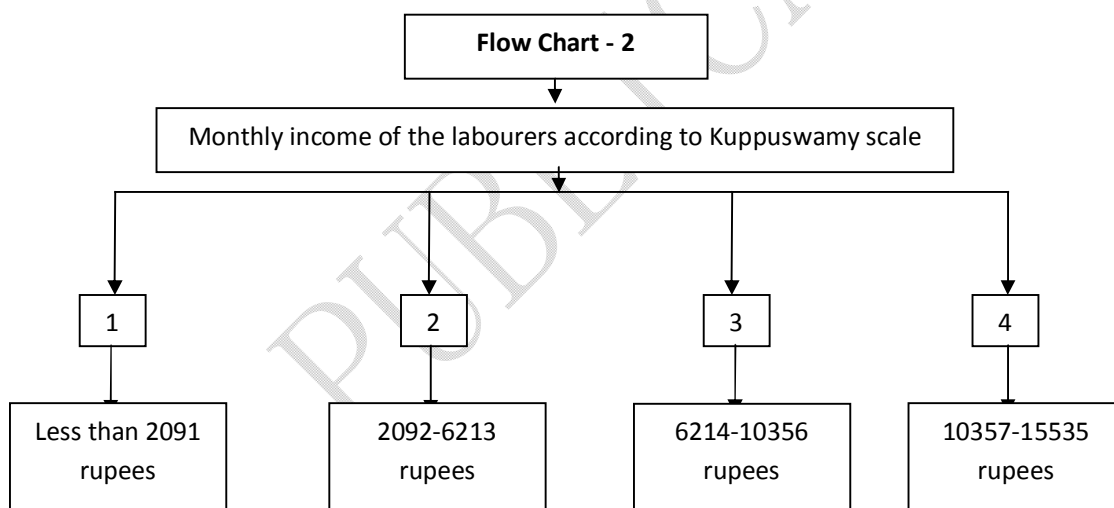 Flow Chart - 2
Monthly income of the labourers according to Kuppuswamy scale
1
2
3
4
Less than 2091
rupees
2092-6213
rupees
6214-10356
rupees
10357-15535
rupees